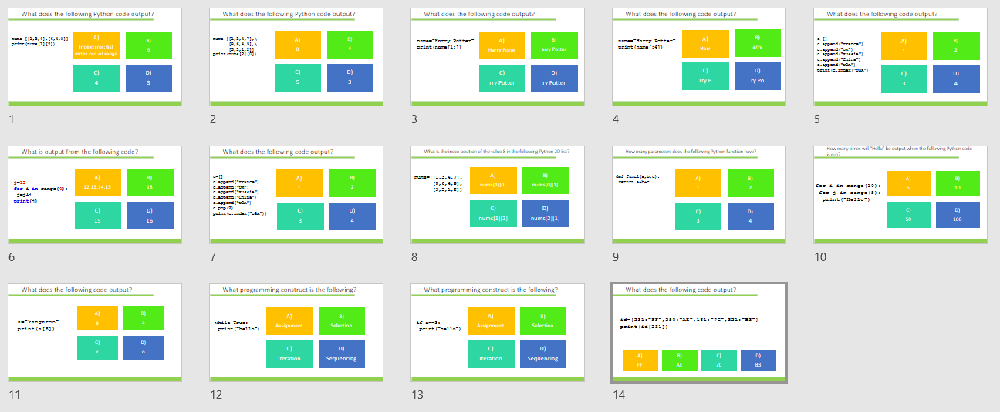 What does the following Python code output?
nums=[[1,3,4],[6,4,9]]
print(nums[1][2])
A)
IndexError: list
index out of range
B)
9
C)
4
D)
3
1
What does the following Python code output?
nums=[[1,3,4,7],\
[8,6,4,9],\
[5,3,1,2]]
print(nums[2][0])
A)
8
B)
4
C)
5
D)
3
2
What does the following code output?
name="Harry Potter"
print(name[1:])
A)
Harry Potte
B)
arry Potter
C)
rry Potter
D)
ry Potter
3
What does the following code output?
name="Harry Potter"
print(name[:4])
A)
Harr
B)
arry
C)
rry P
D)
ry Po
4
What does the following code output?
c=[]
c.append("France")
c.append("UK")
c.append("Russia")
c.append("China")
c.append("USA")
print(c.index("USA"))
A)
1
B)
2
C)
3
D)
4
5
What is output from the following code?
j=12
for i in range(4):
j=j+i
print(j)
A)
12,13,14,15
B)
18
C)
15
D)
16
6
What does the following code output?
c=[]
c.append("France")
c.append("UK")
c.append("Russia")
c.append("China")
c.append("USA")
print(c.index("USA"))
A)
1
B)
2
C)
3
D)
4
7
What is the index position of the value 8 in the following Python 2D list?
nums=[[1,3,4,7],
[8,6,4,9],
[5,3,1,2]]
A)
nums[1][0]
B)
nums[0][1]
C)
nums[1][2]
D)
nums[2][1]
8
How many parameters does the following Python function have?
def func1(a,b,c):
return a+b+c
A)
1
B)
2
C)
3
D)
4
9
How many times will "Hello" be output when the following Python code
is run?
for i in range(10):
for j in range(5):
print("Hello")
A)
5
B)
10
C)
50
D)
100
10
What does the following code output?
a="kangaroo"
print(a[6])
A)
g
B)
a
C)
r
D)
o
11
What programming construct is the following?
while True:
print("hello")
A)
Assignment
B)
Selection
C)
Iteration
D)
Sequencing
12
What programming construct is the following?
if a==3:
print("hello")
A)
Assignment
B)
Selection
C)
Iteration
D)
Sequencing
13
What does the following code output?
id={231:"FF",250:"AE",181:"7C",321:"B3"}
print(id[231])
A)
FF
B)
AE
C)
7C
D)
B3
14